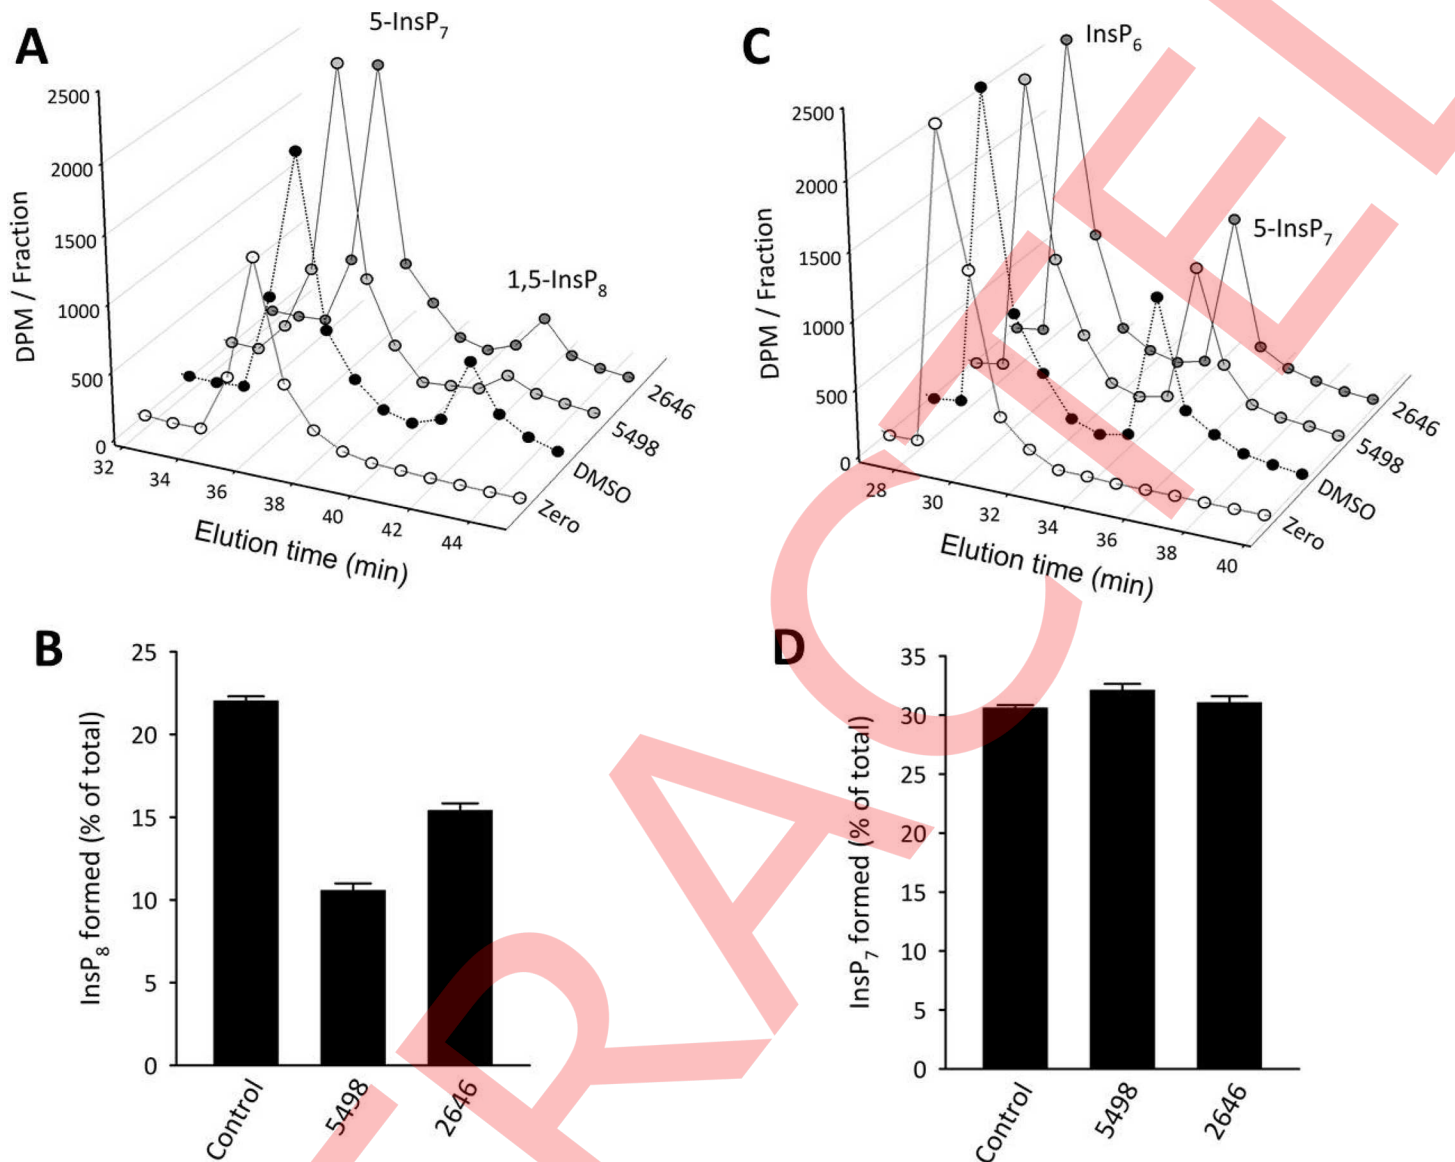 A
5-InsP7
1,5-InsP8
DPM / Fraction
2500
2000
1500
1000
500
0
32
34
36
38
40
42
44
Elution time (min)
Zero
DMSO
5498
2646
C
InsP6
5-InsP7
DPM / Fraction
2500
2000
1500
1000
500
0
28
30
32
34
36
38
40
Elution time (min)
Zero
DMSO
5498
2646
B
InsP8 formed (% of total)
25
20
15
10
5
0
Control
5498
2646
D
InsP7 formed (% of total)
35
30
25
20
15
10
5
0
Control
5498
2646
RACTED